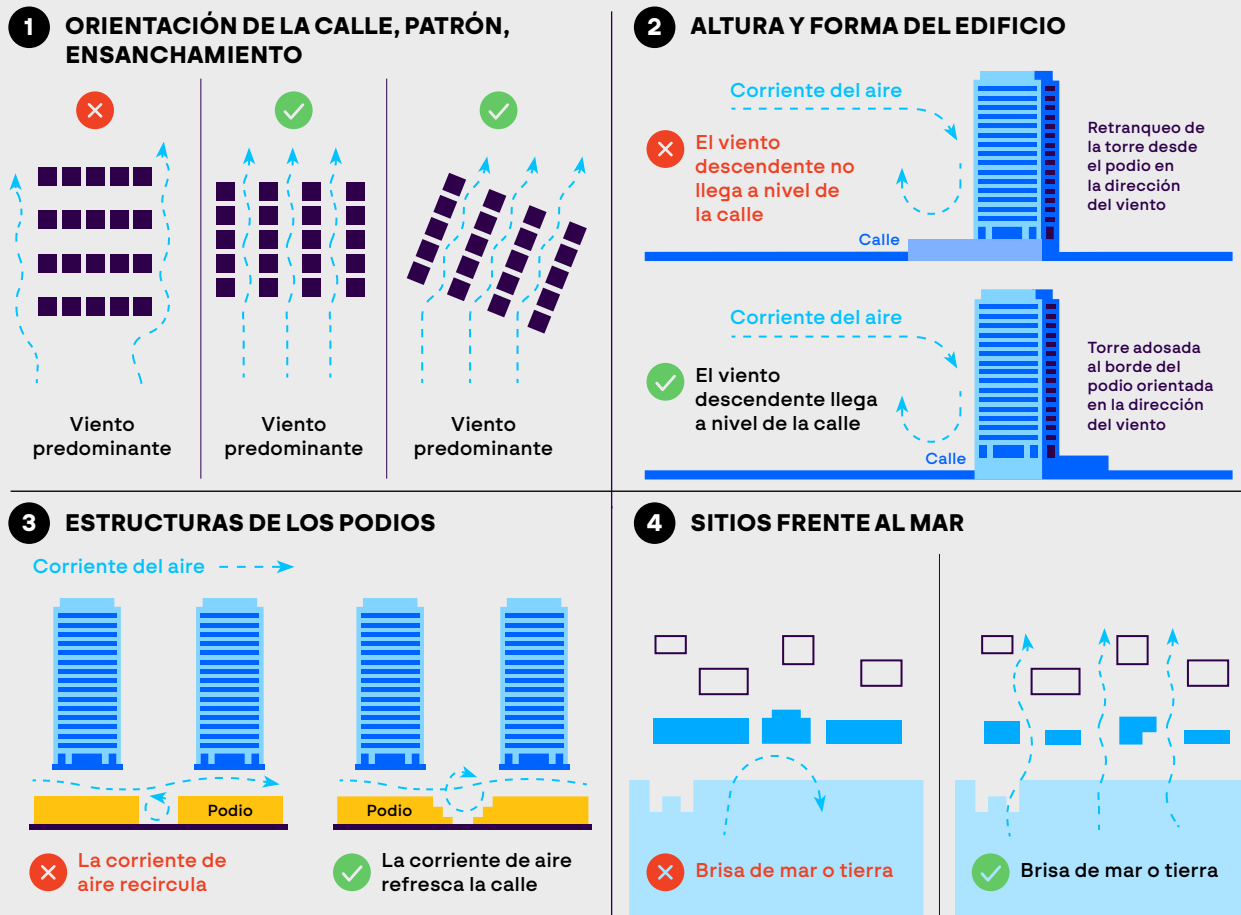 1
ORIENTACIÓN DE LA CALLE, PATRÓN,
ENSANCHAMIENTO
Viento
predominante
Viento
predominante
Viento
predominante
2
ALTURA Y FORMA DEL EDIFICIO
Corriente del aire
El viento
descendente no
llega a nivel de
la calle
Calle
Retranqueo de
la torre desde
el podio en
la dirección
del viento
Corriente del aire
El viento
descendente llega
a nivel de la calle
Calle
Torre adosada
al borde del
podio orientada
en la dirección
del viento
3
ESTRUCTURAS DE LOS PODIOS
Corriente del aire
Podio
La corriente de
aire recircula
Podio
La corriente de aire
refresca la calle
4
SITIOS FRENTE AL MAR
Brisa de mar o tierra
Brisa de mar o tierra